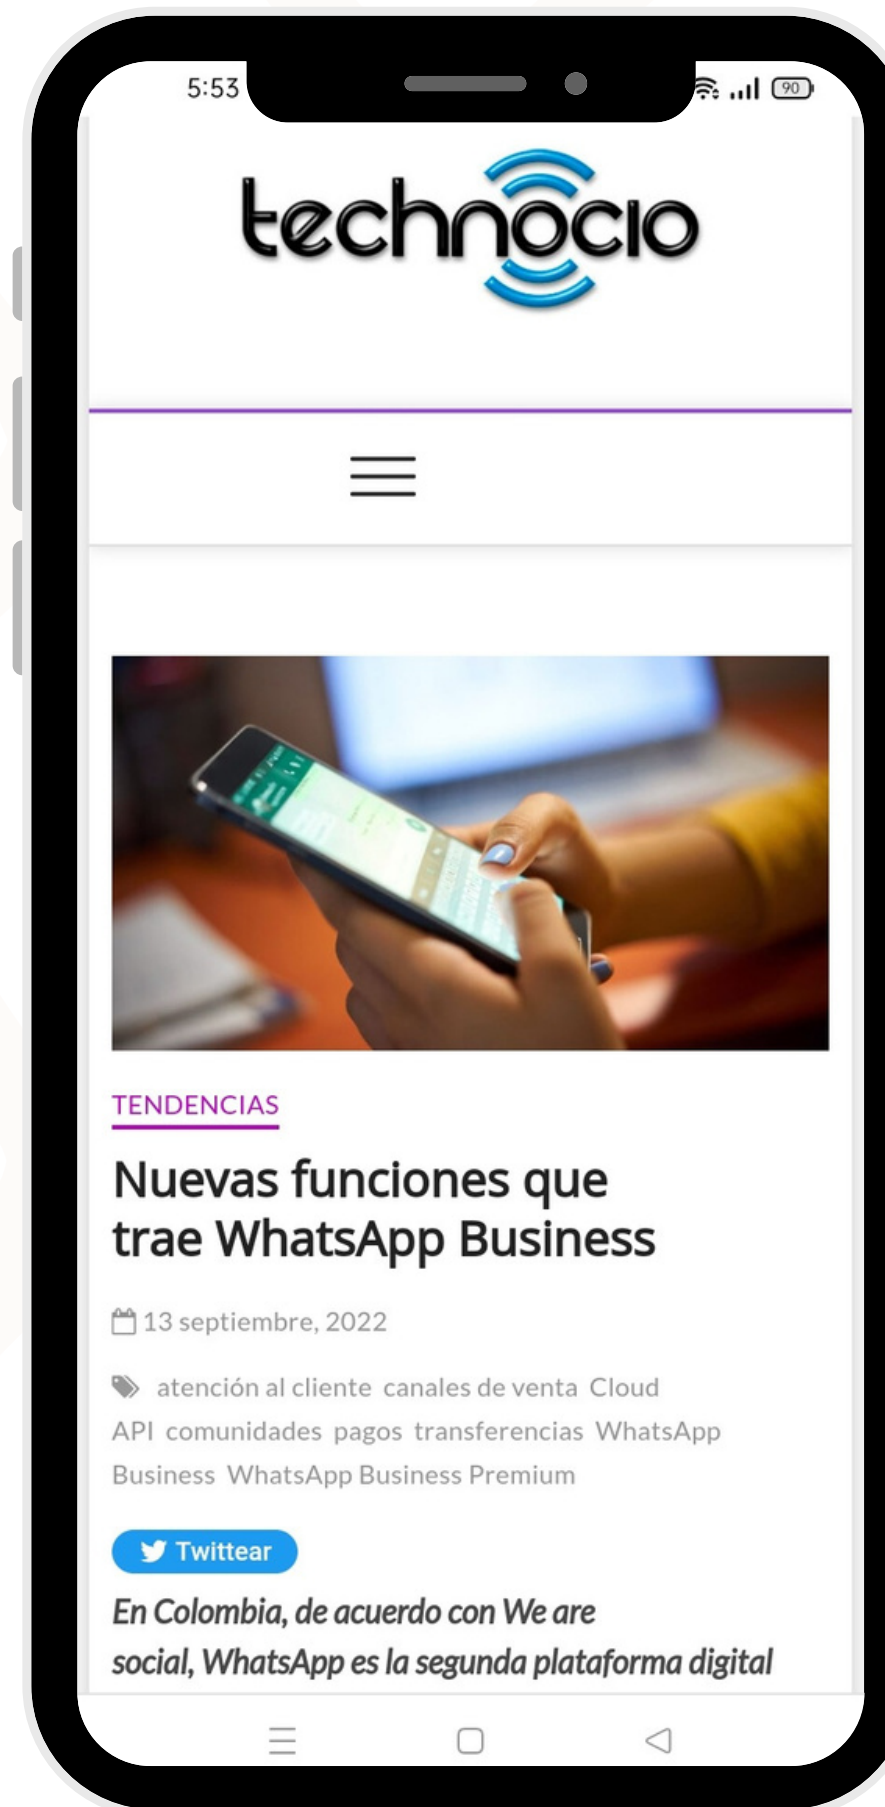 5:53
90
technocio
TENDENCIAS
Nuevas funciones que
trae WhatsApp Business
13 septiembre, 2022
atención al cliente canales de venta Cloud
API comunidades pagos transferencias WhatsApp
Business WhatsApp Business Premium
Twittear
En Colombia, de acuerdo con We are
social, WhatsApp es la segunda plataforma digital